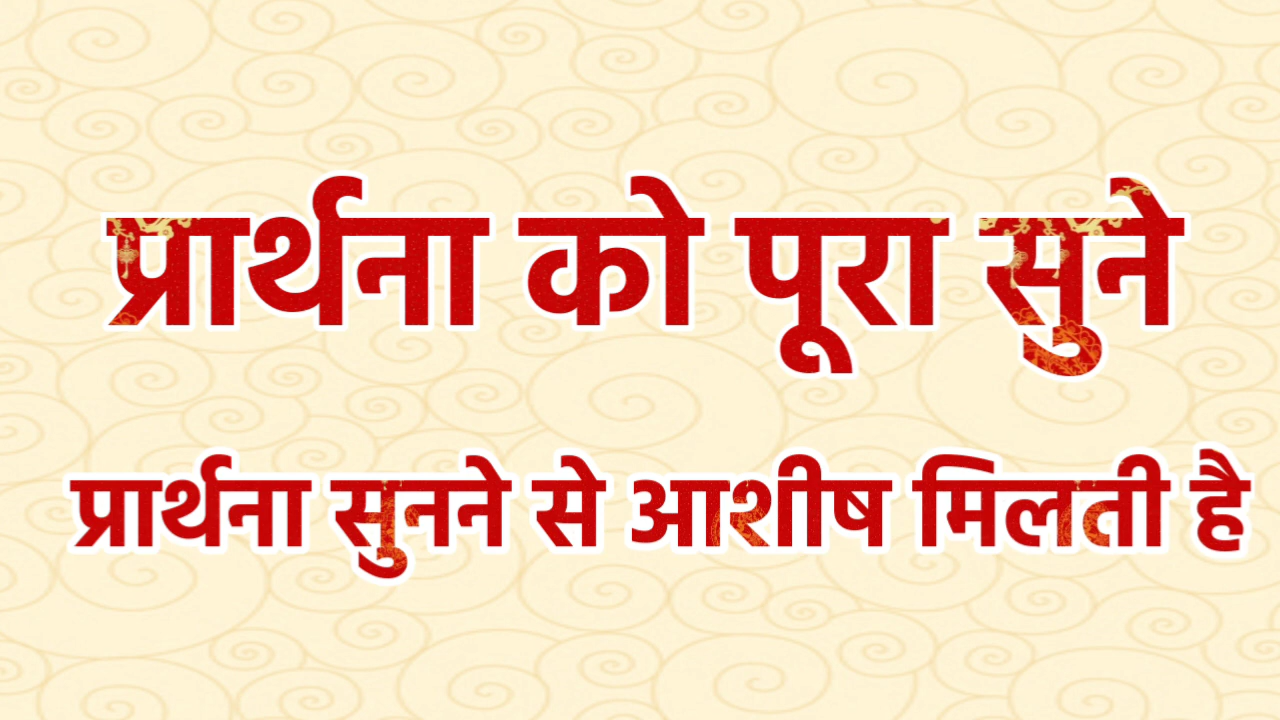 प्रार्थना को पूरा सुने
प्रार्थना सुनने से आशीष मिलती है